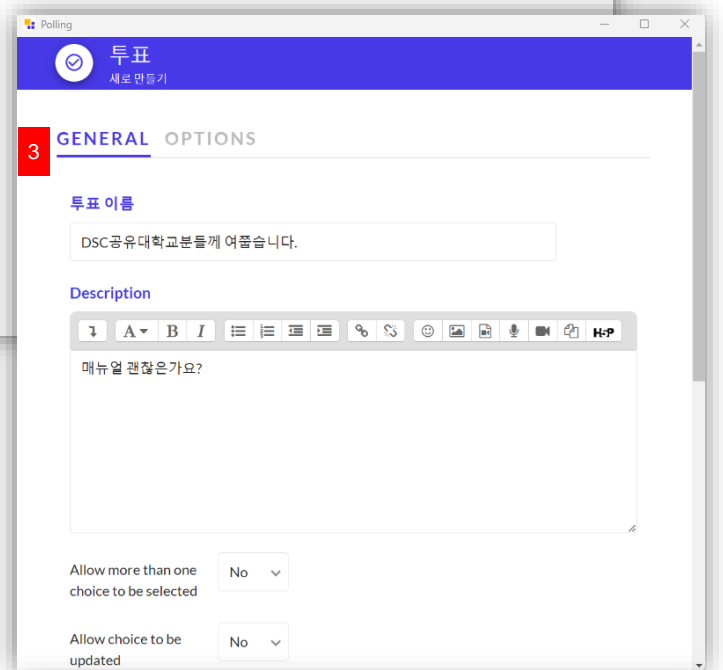 Polling
투표
새로 만들기
3
GENERAL OPTIONS
투표 이름
DSC공유대학교분들께 여쭙습니다.
Description
A B I H5P
매뉴얼 괜찮은가요?
Allow more than one No
choice to be selected
Allow choice to be No
updated